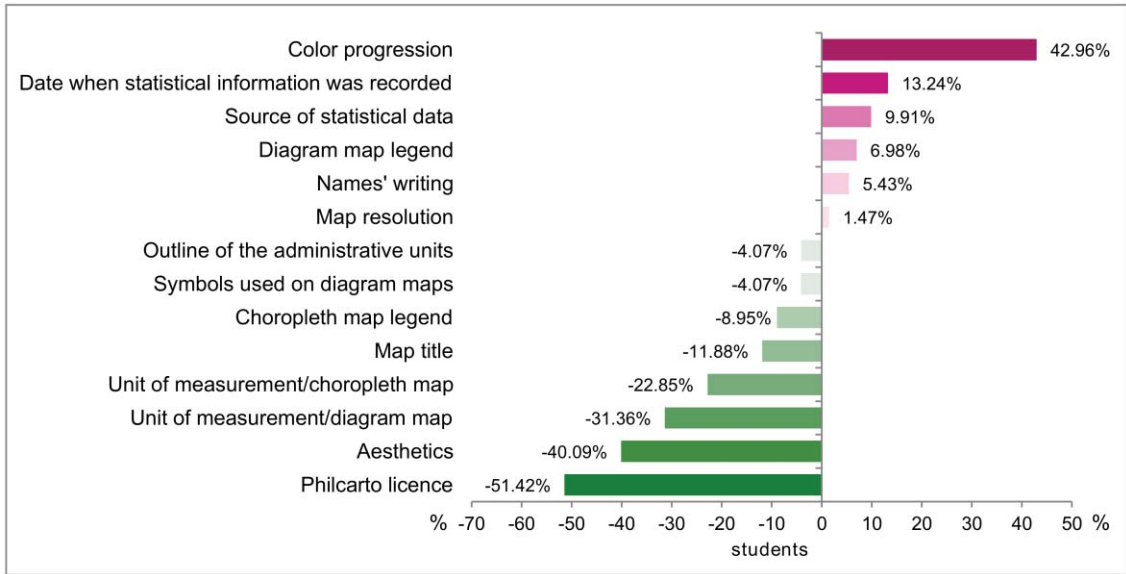 Color progression 42.96%
Date when statistical information was recorded 13.24%
Source of statistical data 9.91%
Diagram map legend 6.98%
Names' writing 5.43%
Map resolution 1.47%
Outline of the administrative units -4.07%
Symbols used on diagram maps -4.07%
Choropleth map legend -8.95%
Map title -11.88%
Unit of measurement/choropleth map -22.85%
Unit of measurement/diagram map -31.36%
Aesthetics -40.09%
Philcarto licence -51.42%
% -70 -60 -50 -40 -30 -20 -10 0 10 20 30 40 50 %
students